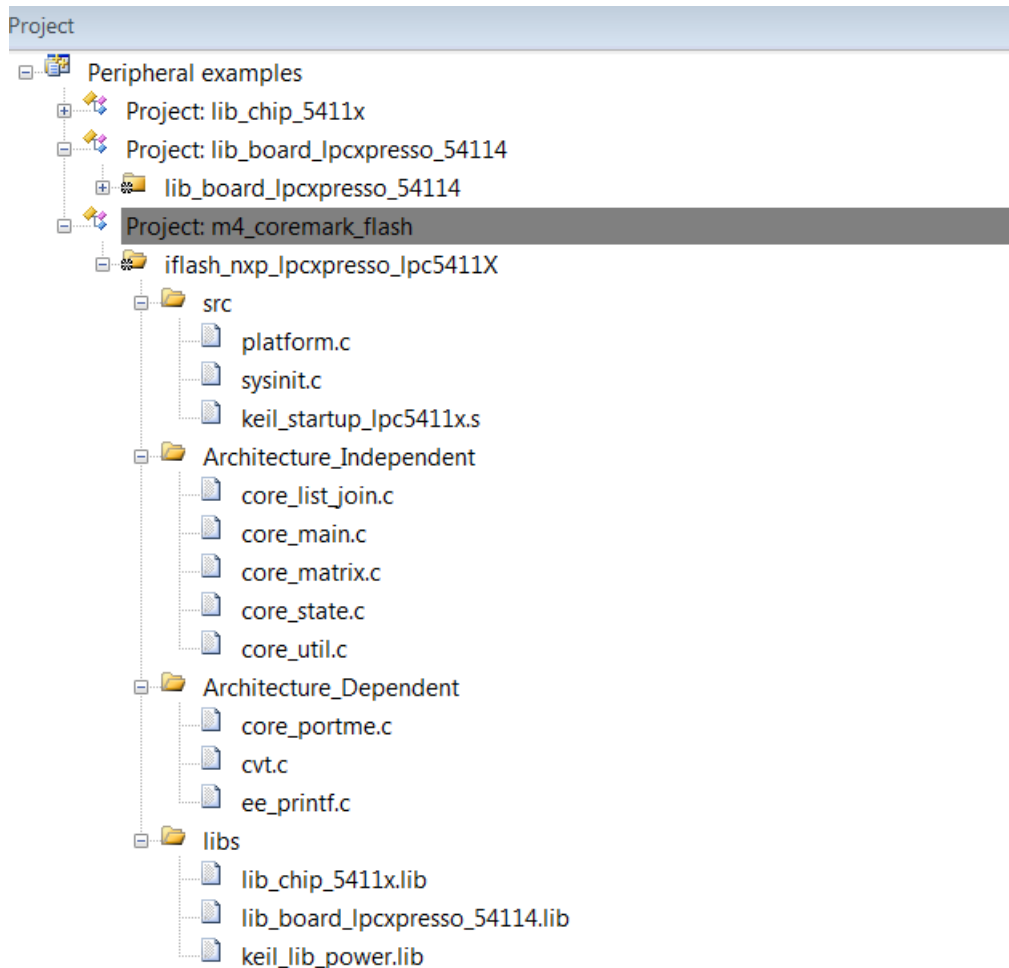 Project
Peripheral examples
Project: lib_chip_5411x
Project: lib_board_lpcxpresso_54114
lib_board_lpcxpresso_54114
Project: m4_coremark_flash
iflash_nxp_lpcxpresso_lpc5411X
src
platform.c
sysinit.c
keil_startup_lpc5411x.s
Architecture_Independent
core_list_join.c
core_main.c
core_matrix.c
core_state.c
core_util.c
Architecture_Dependent
core_portme.c
cvt.c
ee_printf.c
libs
lib_chip_5411x.lib
lib_board_lpcxpresso_54114.lib
keil_lib_power.lib